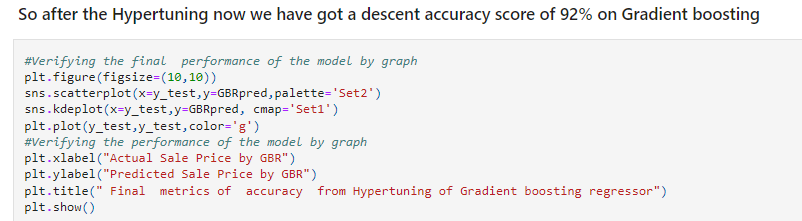 So after the Hypertuning now we have got a descent accuracy score of 92% on Gradient boosting
#Verifying the final  performance of the model by graph
plt.figure(figsize=(10,10))
sns.scatterplot(x=y_test,y=GBRpred,palette='Set2')
sns.kdeplot(x=y_test,y=GBRpred, cmap='Set1')
plt.plot(y_test,y_test,color='g')
#Verifying the performance of the model by graph
plt.xlabel("Actual Sale Price by GBR")
plt.ylabel("Predicted Sale Price by GBR")
plt.title(" Final  metrics of  accuracy  from Hypertuning of Gradient boosting regressor")
plt.show()